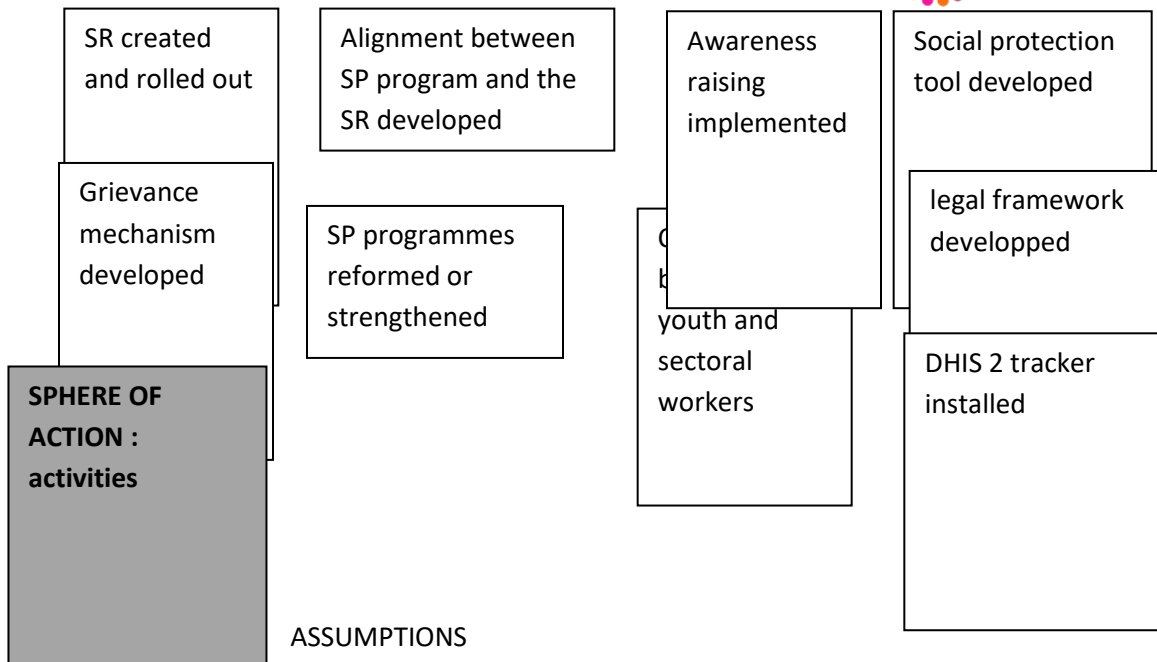 SR created
and rolled out
Alignment between
SP program and the
SR developed
Awareness
raising
implemented
Social protection
tool developed
Grievance
mechanism
developed
SP programmes
reformed or
strengthened
youth and
sectoral
workers
legal framework
developped
DHIS 2 tracker
installed
SPHERE OF
ACTION :
activities
ASSUMPTIONS